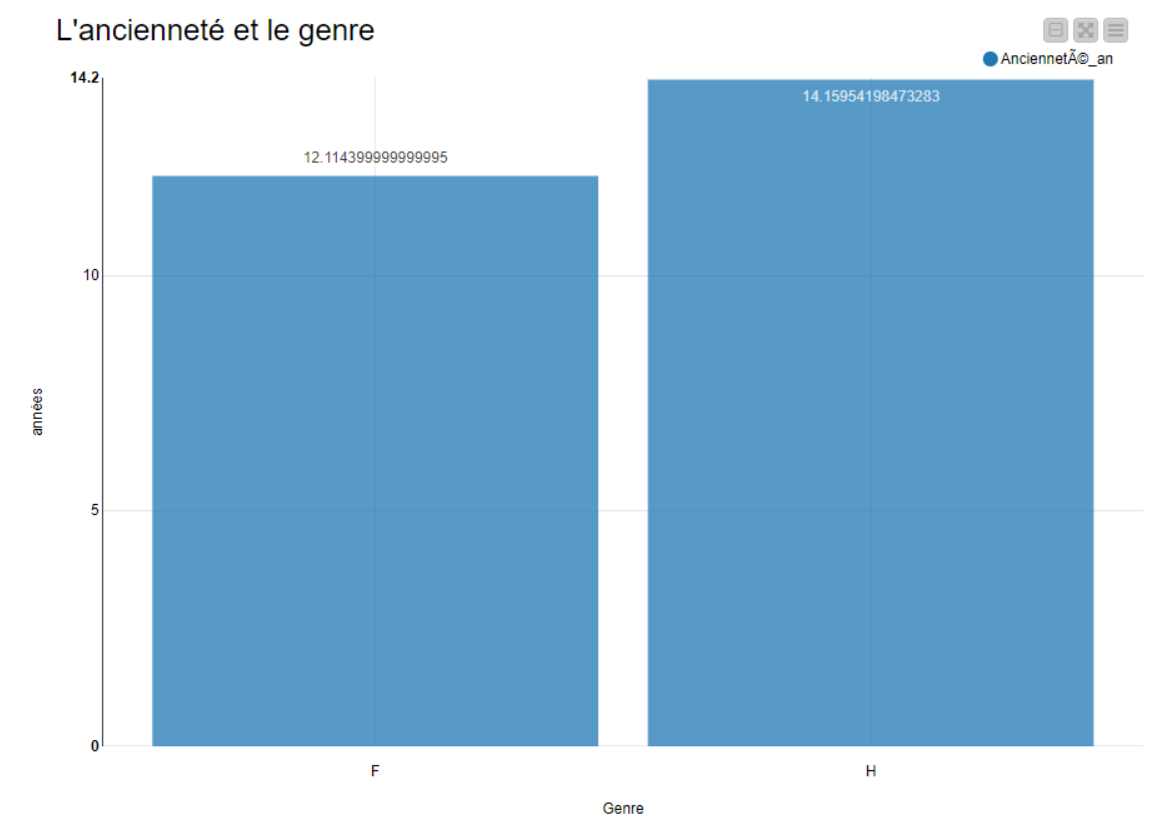 L'ancienneté et le genre
AnciennetÃ©_an
14.2
14.15954198473283
12.114399999999995
10
années
5
0
F
H
Genre